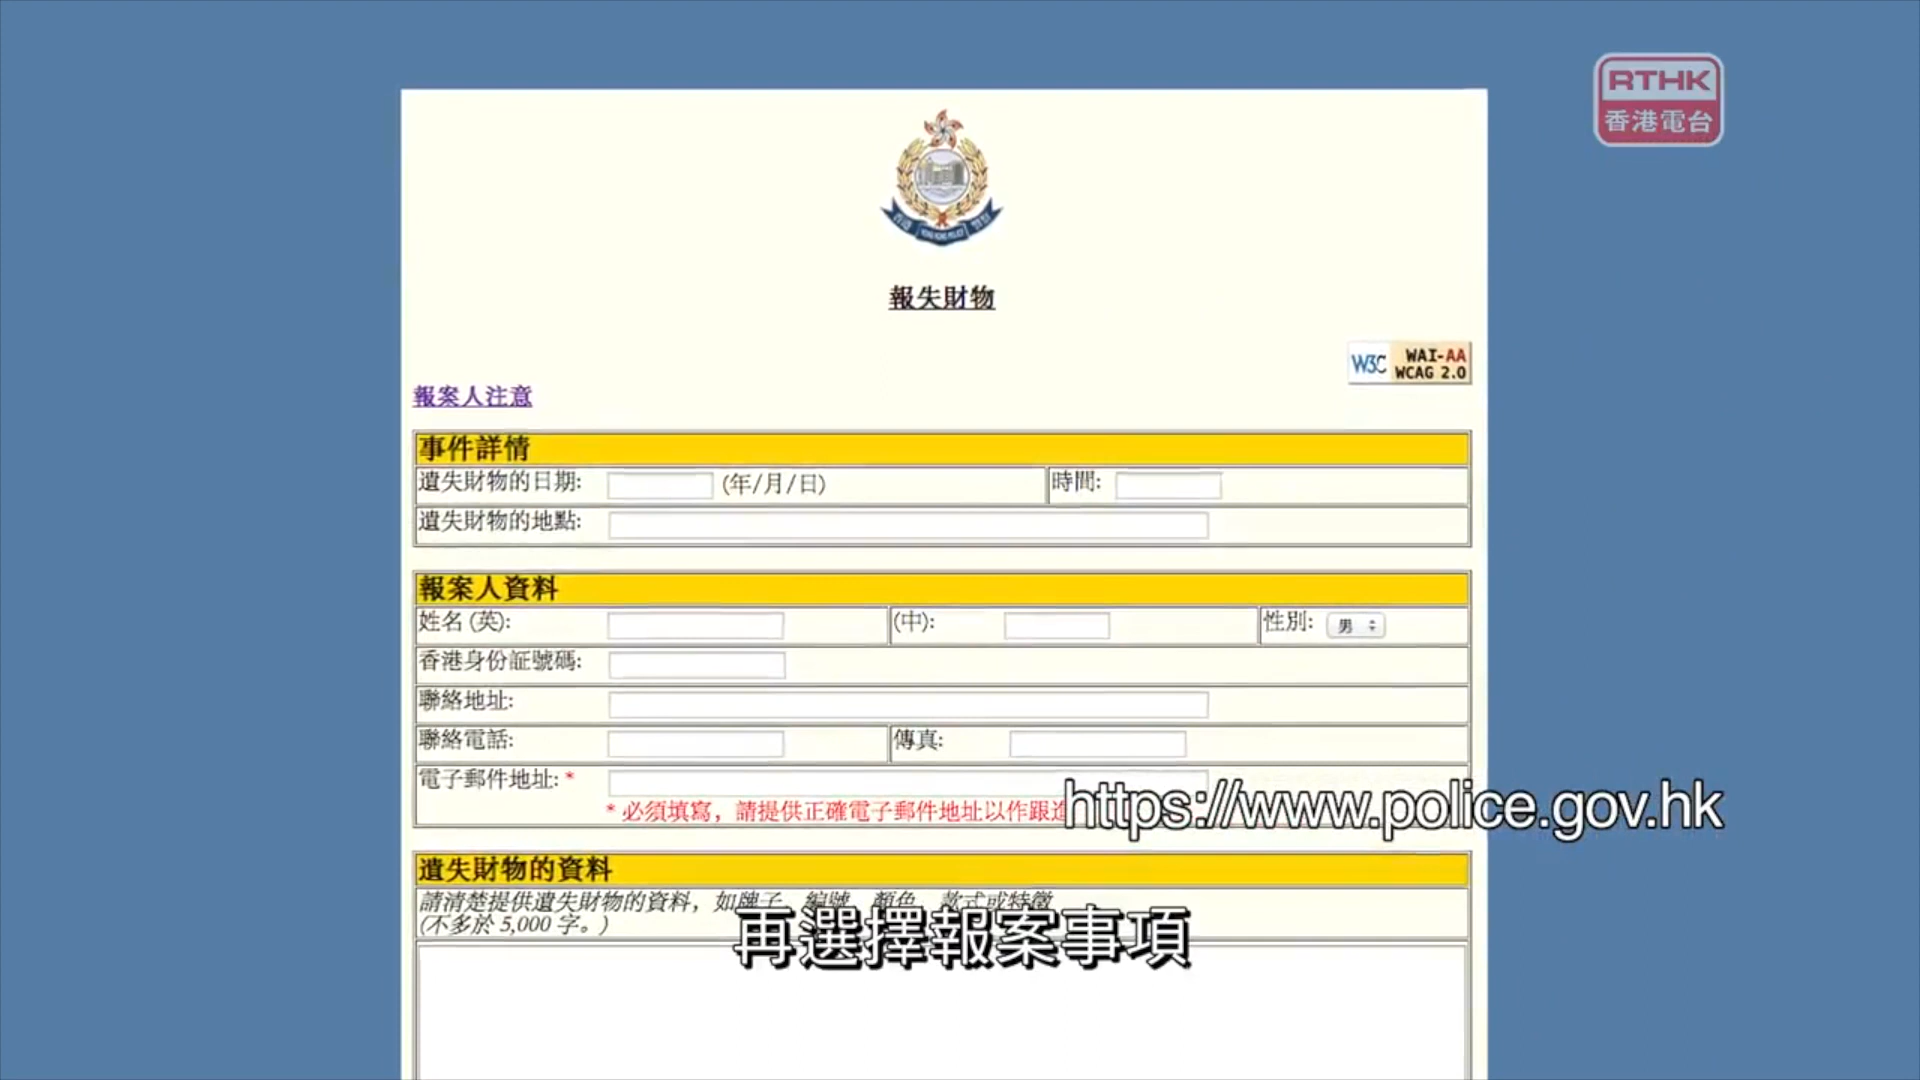 RTHK
香港電台
報失財物
W3C WAI-AA
WCAG 2.0
報案人注意
事件詳情
遺失財物的日期: (年/月/日) 時間:
遺失財物的地點:
報案人資料
姓名 (英): (中): 性別: 男
香港身份証號碼:
聯絡地址:
聯絡電話: 傳真:
電子郵件地址: *
* 必須填寫，請提供正確電子郵件地址以作跟進
https://www.police.gov.hk
遺失財物的資料
請清楚提供遺失財物的資料，如牌子、編號、顏色、款式或特徵
(不多於 5,000 字。)
再選擇報案事項